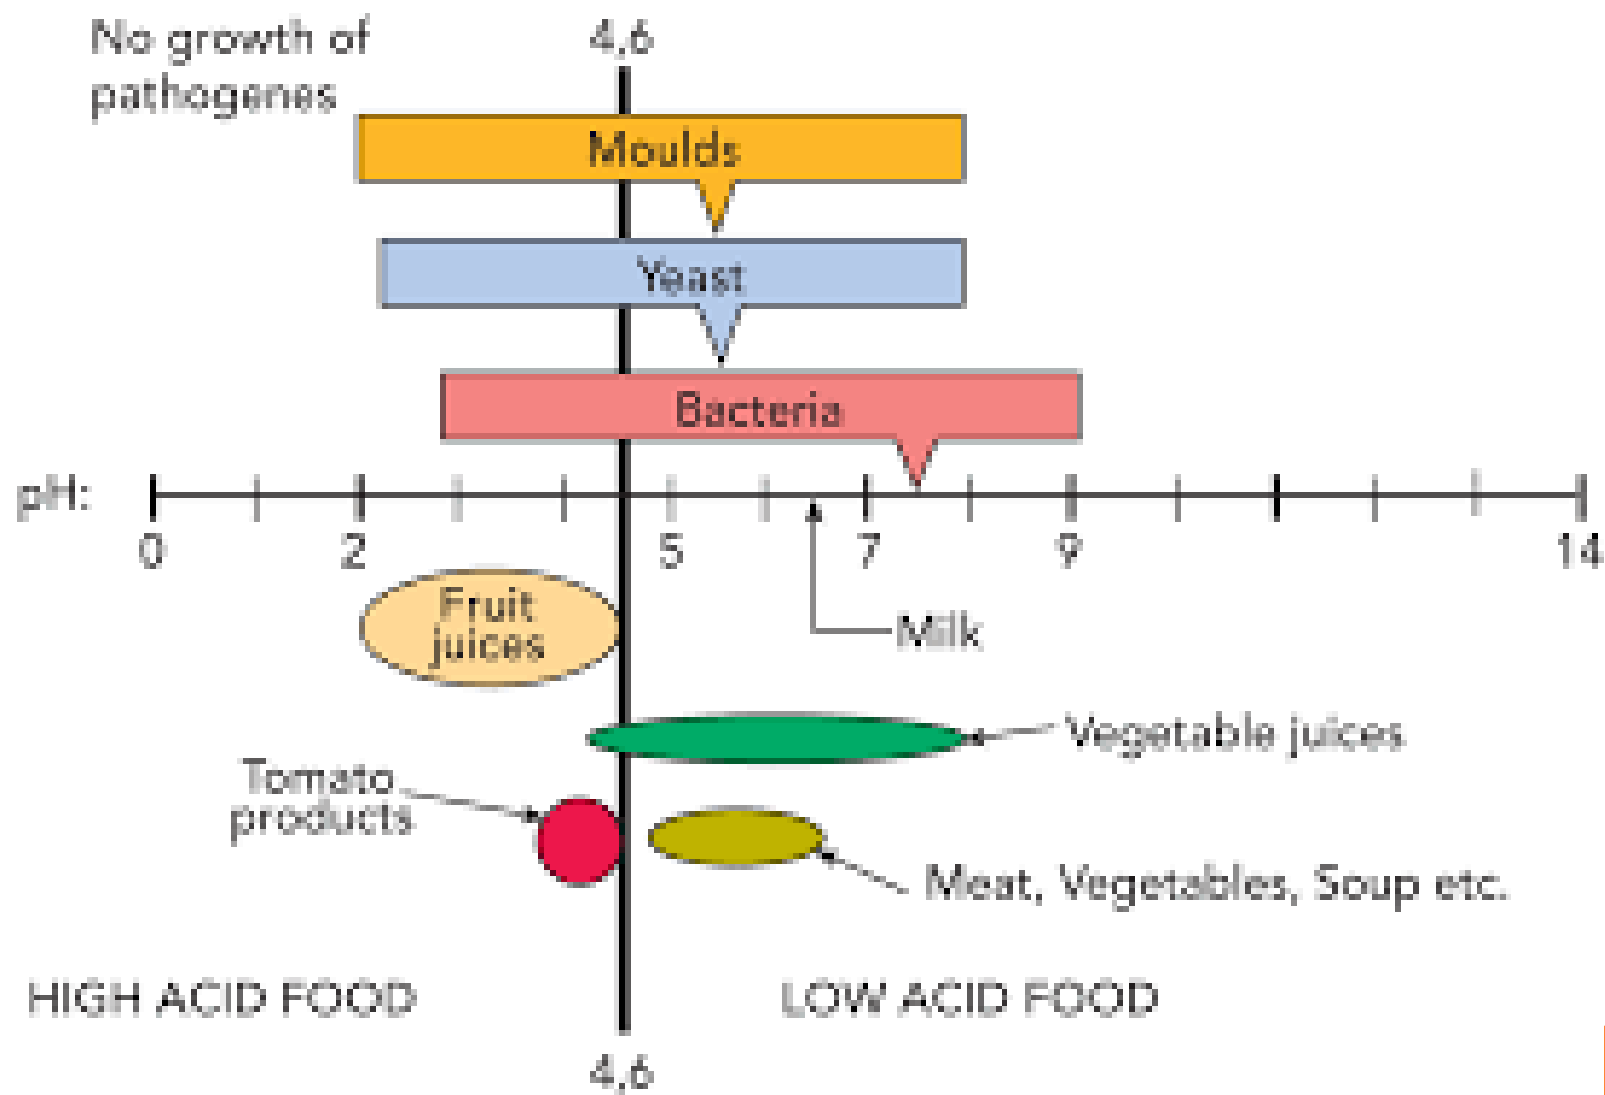 No growth of
pathogenes
4,6
Moulds
Yeast
Bacteria
pH:
0 2 5 7 9 14
Fruit
juices
Milk
Vegetable juices
Tomato
products
Meat, Vegetables, Soup etc.
HIGH ACID FOOD
LOW ACID FOOD
4,6